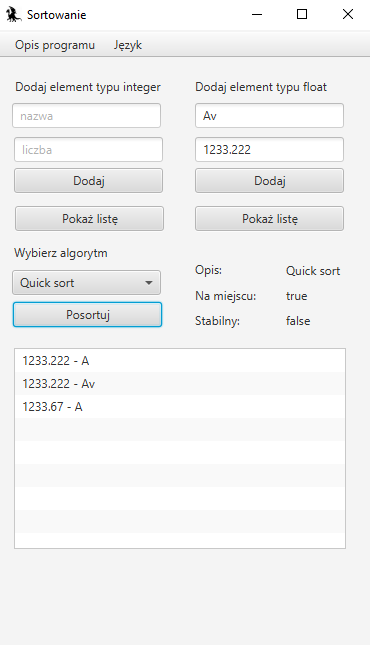 Sortowanie
Opis programu Język
Dodaj element typu integer Dodaj element typu float
nazwa Av
liczba 1233.222
Dodaj Dodaj
Pokaż listę Pokaż listę
Wybierz algorytm
Opis: Quick sort
Quick sort
Na miejscu: true
Posortuj
Stabilny: false
1233.222 - A
1233.222 - Av
1233.67 - A